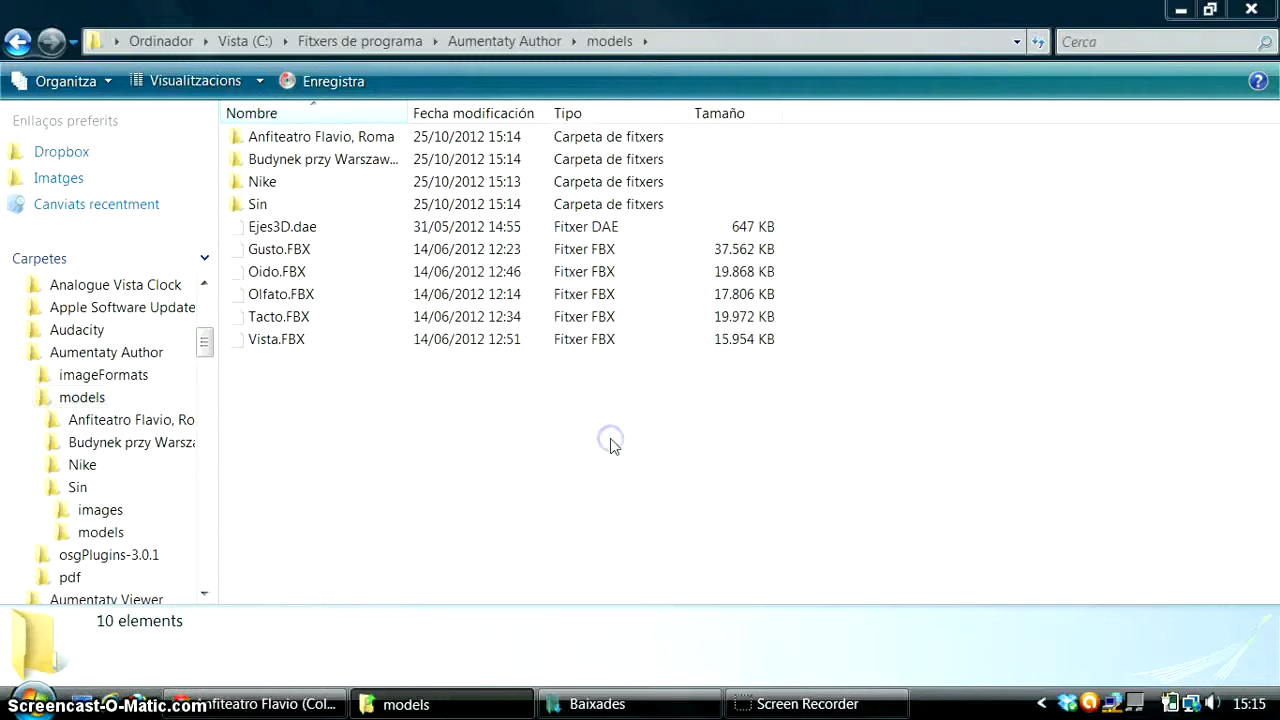 Ordinador Vista (C:) Fitxers de programa Aumentaty Author models Cerca
Organitza Visualitzacions Enregistra
Enllaços preferits
Dropbox
Imatges
Canviats recentment
Carpetes
Analogue Vista Clock
Apple Software Update
Audacity
Aumentaty Author
imageFormats
models
Anfiteatro Flavio, Ro
Budynek przy Warsza
Nike
Sin
images
models
osgPlugins-3.0.1
pdf
Aumentaty Viewer
Nombre Fecha modificación Tipo Tamaño
Anfiteatro Flavio, Roma 25/10/2012 15:14 Carpeta de fitxers
Budynek przy Warszaw... 25/10/2012 15:14 Carpeta de fitxers
Nike 25/10/2012 15:13 Carpeta de fitxers
Sin 25/10/2012 15:14 Carpeta de fitxers
Ejes3D.dae 31/05/2012 14:55 Fitxer DAE 647 KB
Gusto.FBX 14/06/2012 12:23 Fitxer FBX 37.562 KB
Oido.FBX 14/06/2012 12:46 Fitxer FBX 19.868 KB
Olfato.FBX 14/06/2012 12:14 Fitxer FBX 17.806 KB
Tacto.FBX 14/06/2012 12:34 Fitxer FBX 19.972 KB
Vista.FBX 14/06/2012 12:51 Fitxer FBX 15.954 KB
10 elements
Screencast-O-Matic.com nfiteatro Flavio (Col... models Baixades Screen Recorder 15:15